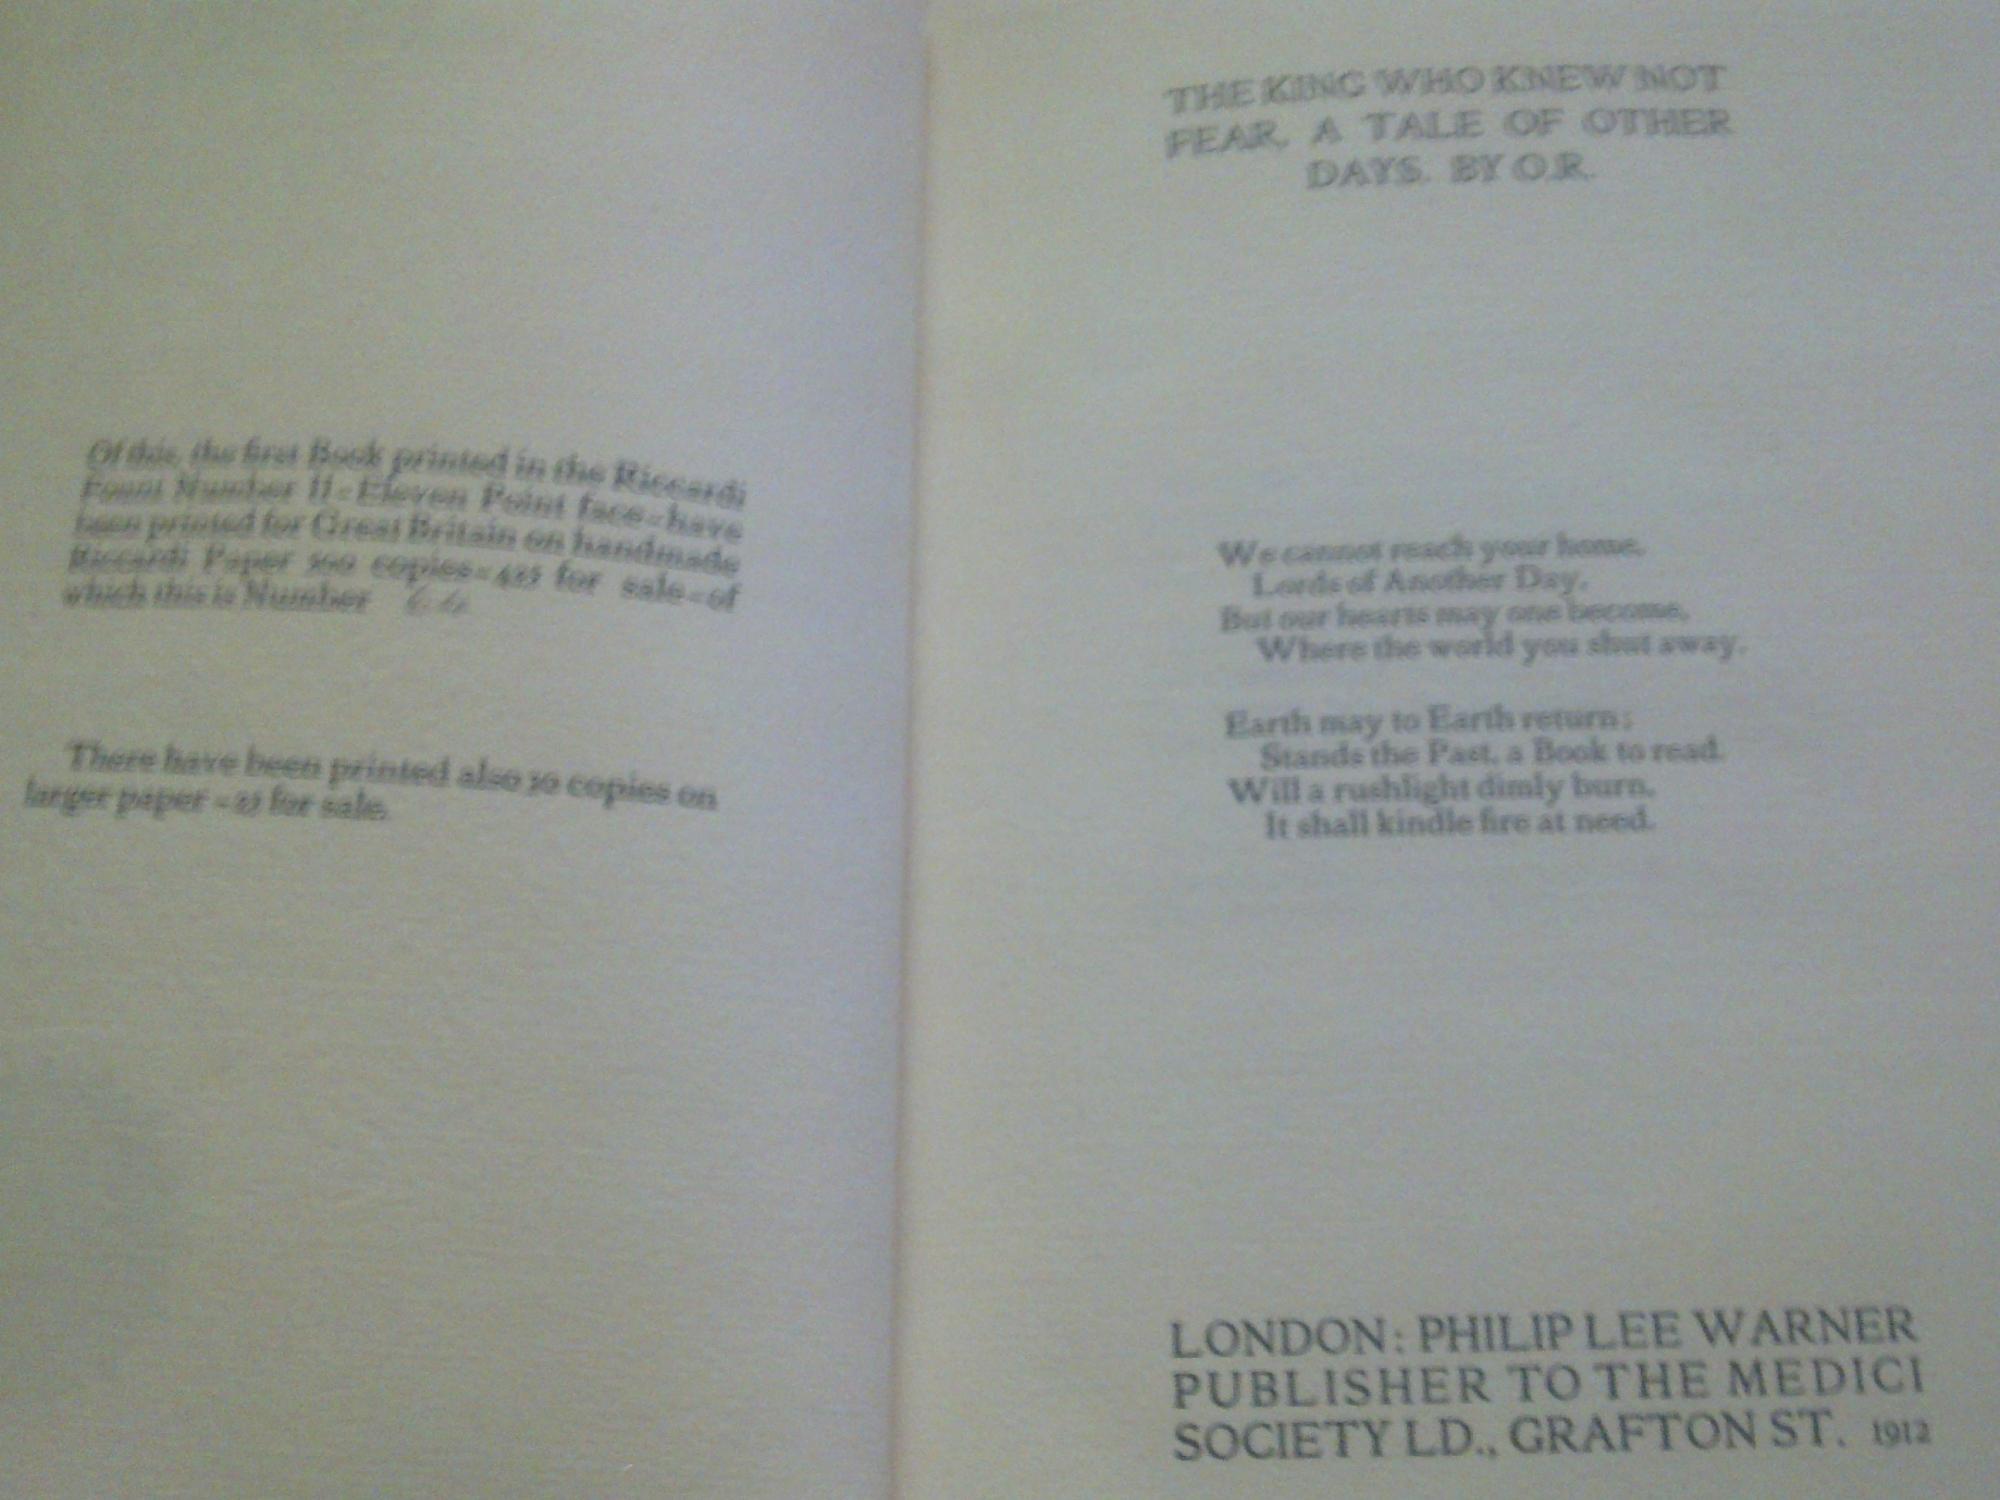 Of this, the first Book printed in the Riccardi
Fount Number II = Eleven Point face = have
been printed for Great Britain on handmade
Riccardi Paper 500 copies = 425 for sale = of
which this is Number
There have been printed also 30 copies on
larger paper = 27 for sale.
THE KING WHO KNEW NOT
FEAR. A TALE OF OTHER
DAYS. BY O.R.
We cannot reach your home,
Lords of Another Day,
But our hearts may one become,
Where the world you shut away.
Earth may to Earth return;
Stands the Past, a Book to read.
Will a rushlight dimly burn,
It shall kindle fire at need.
LONDON: PHILIP LEE WARNER
PUBLISHER TO THE MEDICI
SOCIETY LD., GRAFTON ST. 1912